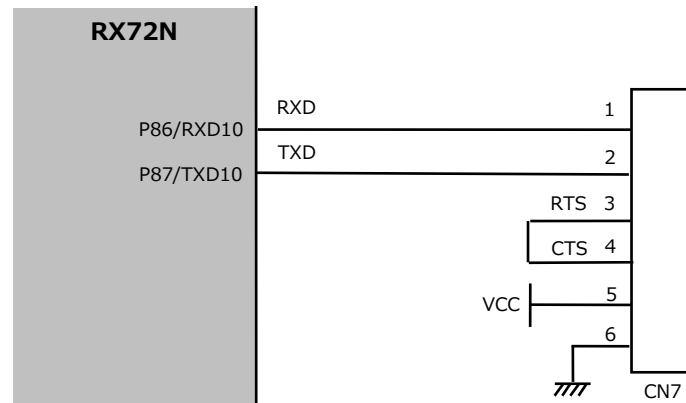 RX72N
RXD 1
P86/RXD10
TXD 2
P87/TXD10
RTS 3
CTS 4
VCC 5
6
CN7